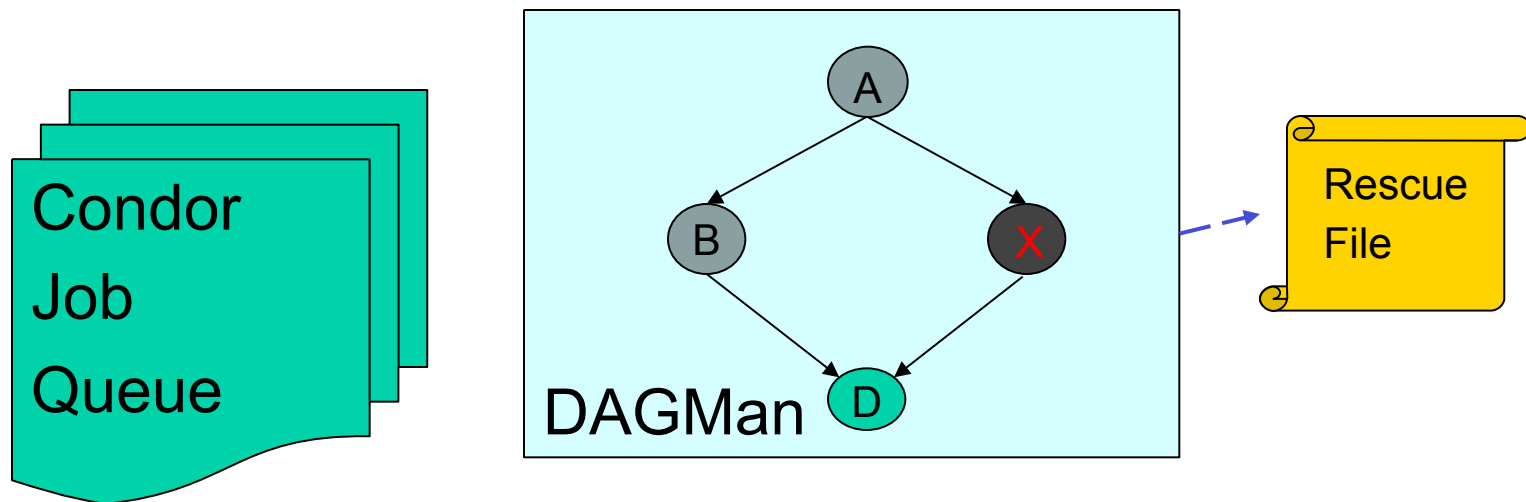 Condor
Job
Queue
A
B
X
D
DAGMan
Rescue
File